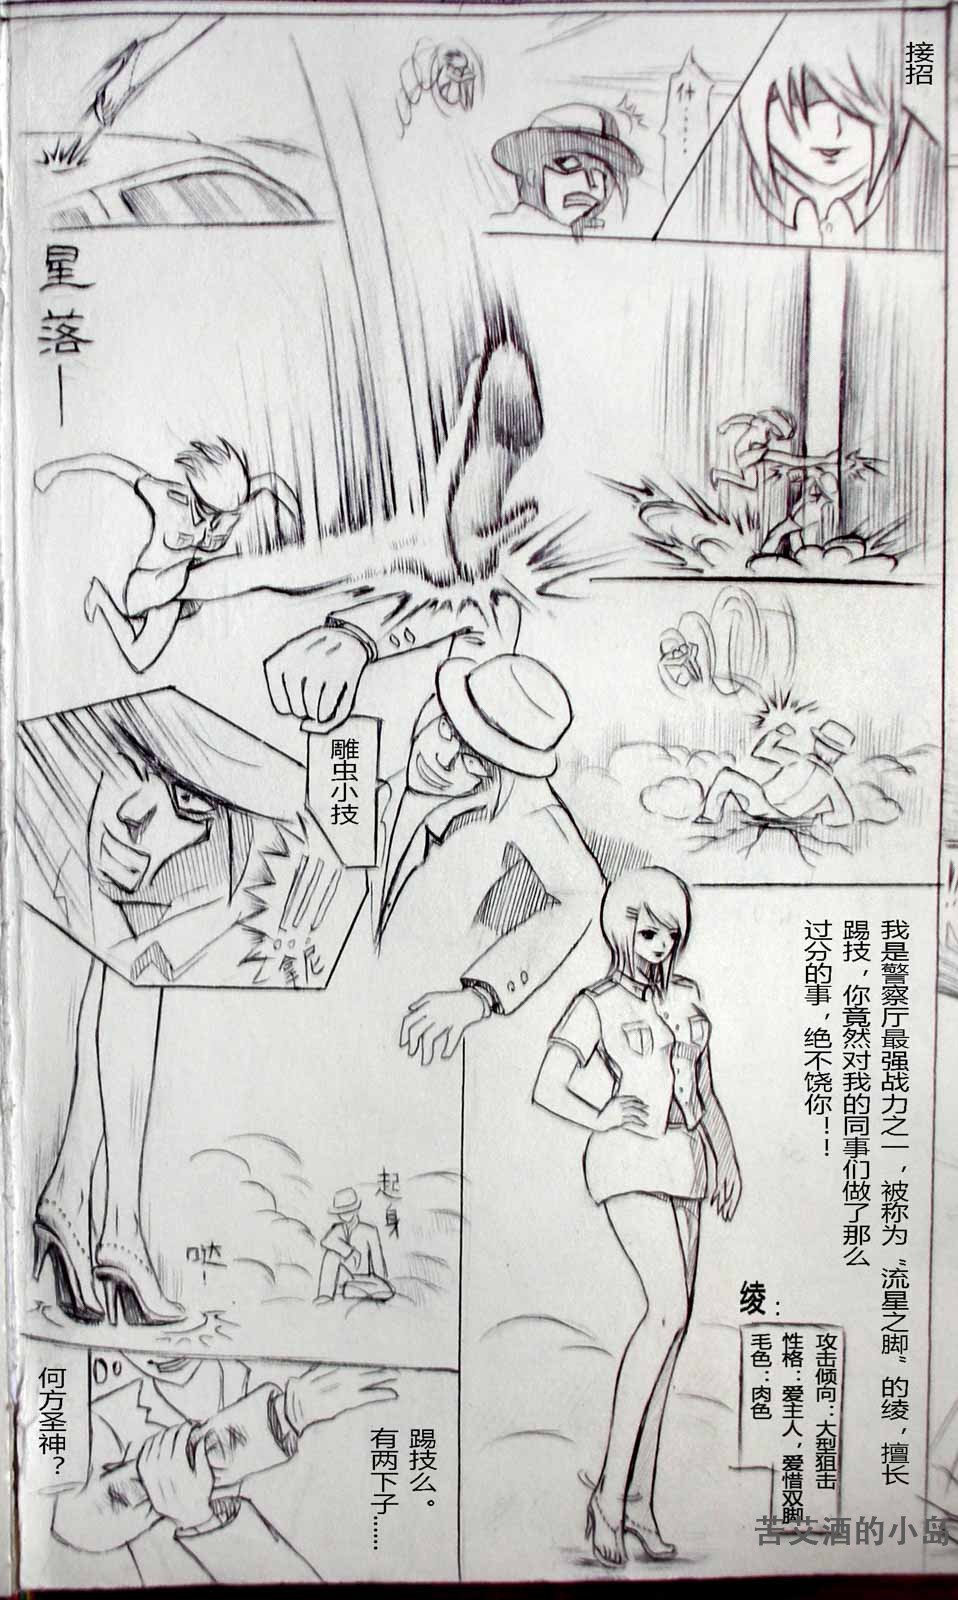 接招
什……
星落—
雕虫小技
!!!
拿尼
我是警察厅最强战力之一，被称为“流星之脚”的绫，擅长
踢技，你竟然对我的同事们做了那么
过分的事，绝不饶你！！
绫：
攻击倾向：大型狙击
性格：爱主人，爱惜双脚
毛色：肉色
起身
哒—
踢技么。
有两下子……
何方圣神？
苦艾酒的小岛